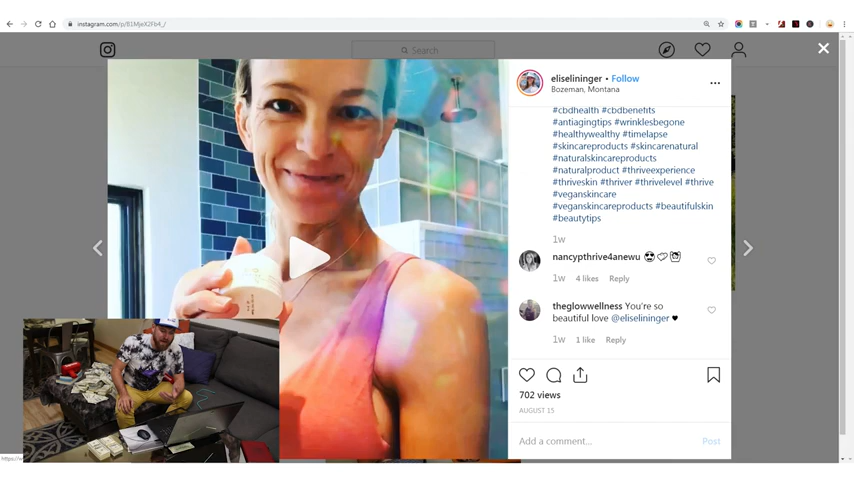 instagram.com/p/B1MjwX2Fb4_/
Search
eliselininger • Follow
Bozeman, Montana
#cbdhealth #cbdbenefits
#antiagingtips #wrinklesbegone
#healthywealthy #timelapse
#skincareproducts #skincarenatural
#naturalskincareproducts
#naturalproduct #thriveexperience
#thriveskin #thriver #thrivelevel #thrive
#veganskincare
#veganskincareproducts #beautifulskin
#beautytips
1w
nancypthrive4anewu
1w 4 likes Reply
theglowwellness You're so
beautiful love @eliselininger
1w 1 like Reply
702 views
AUGUST 15
Add a comment... Post